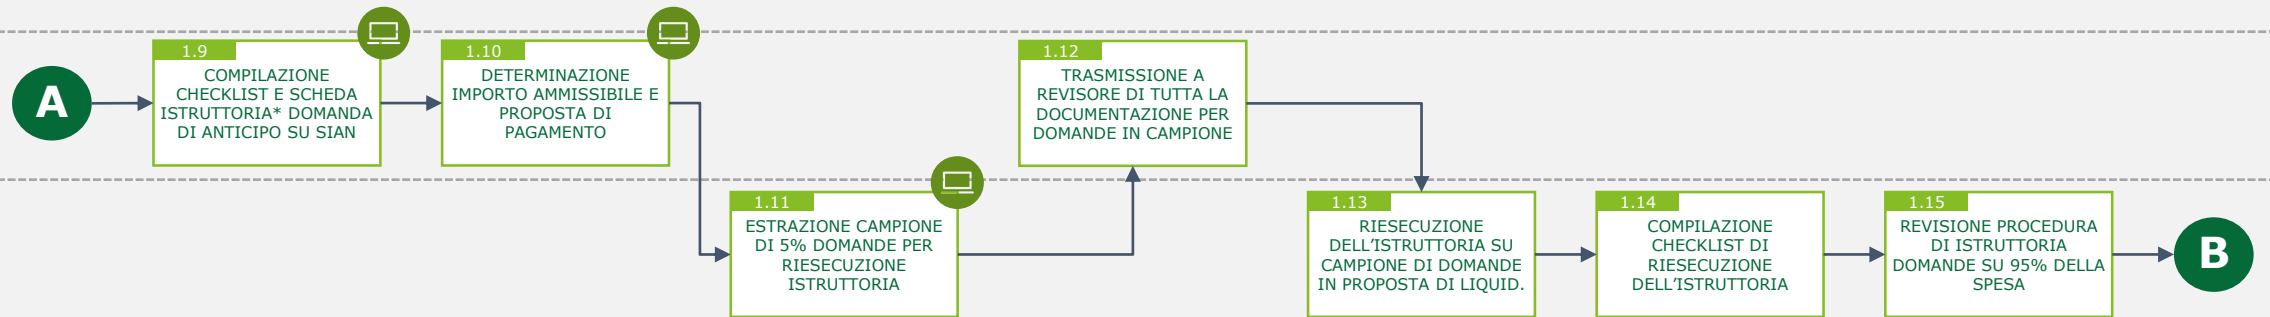 A
1.9
COMPILAZIONE
CHECKLIST E SCHEDA
ISTRUTTORIA* DOMANDA
DI ANTICIPO SU SIAN
1.10
DETERMINAZIONE
IMPORTO AMMISSIBILE E
PROPOSTA DI
PAGAMENTO
1.11
ESTRAZIONE CAMPIONE
DI 5% DOMANDE PER
RIESECUZIONE
ISTRUTTORIA
1.12
TRASMISSIONE A
REVISORE DI TUTTA LA
DOCUMENTAZIONE PER
DOMANDE IN CAMPIONE
1.13
RIESECUZIONE
DELL’ISTRUTTORIA SU
CAMPIONE DI DOMANDE
IN PROPOSTA DI LIQUID.
1.14
COMPILAZIONE
CHECKLIST DI
RIESECUZIONE
DELL’ISTRUTTORIA
1.15
REVISIONE PROCEDURA
DI ISTRUTTORIA
DOMANDE SU 95% DELLA
SPESA
B